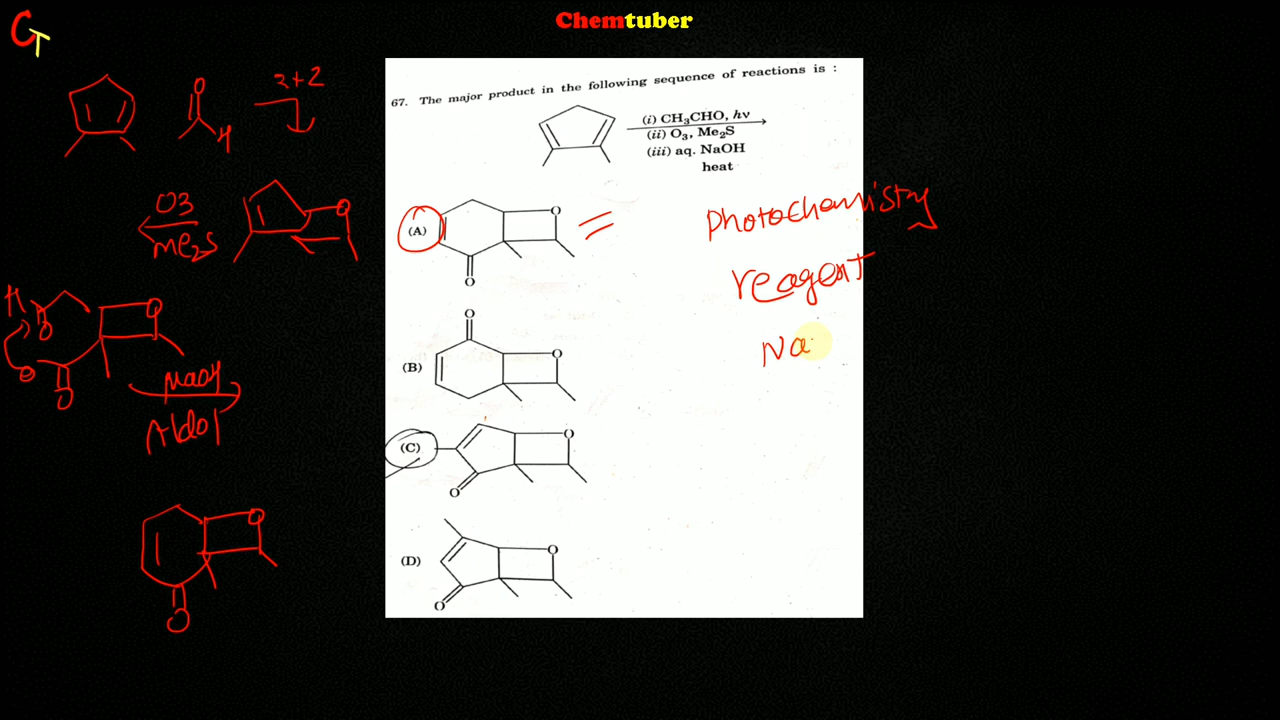 CT
Chemtuber
67. The major product in the following sequence of reactions is :
(i) CH₃CHO, hν
(ii) O₃, Me₂S
(iii) aq. NaOH
heat
(A)
O
O
(B)
O
O
(C)
O
O
(D)
O
O
O
H
2+2
O3
me2S
O
H
O
O
O
NaOH
Aldol
O
O
Photochemistry
reagent
Na